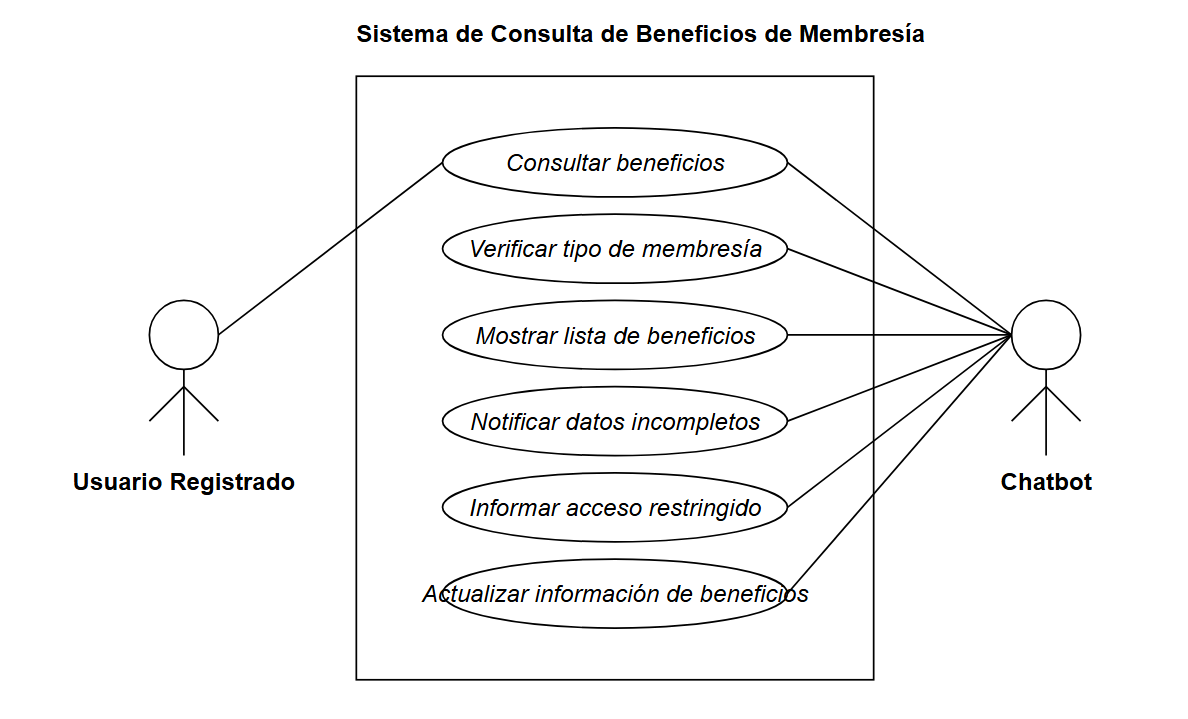 Sistema de Consulta de Beneficios de Membresía
Consultar beneficios
Verificar tipo de membresía
Mostrar lista de beneficios
Notificar datos incompletos
Usuario Registrado
Chatbot
Informar acceso restringido
Actualizar información de beneficios